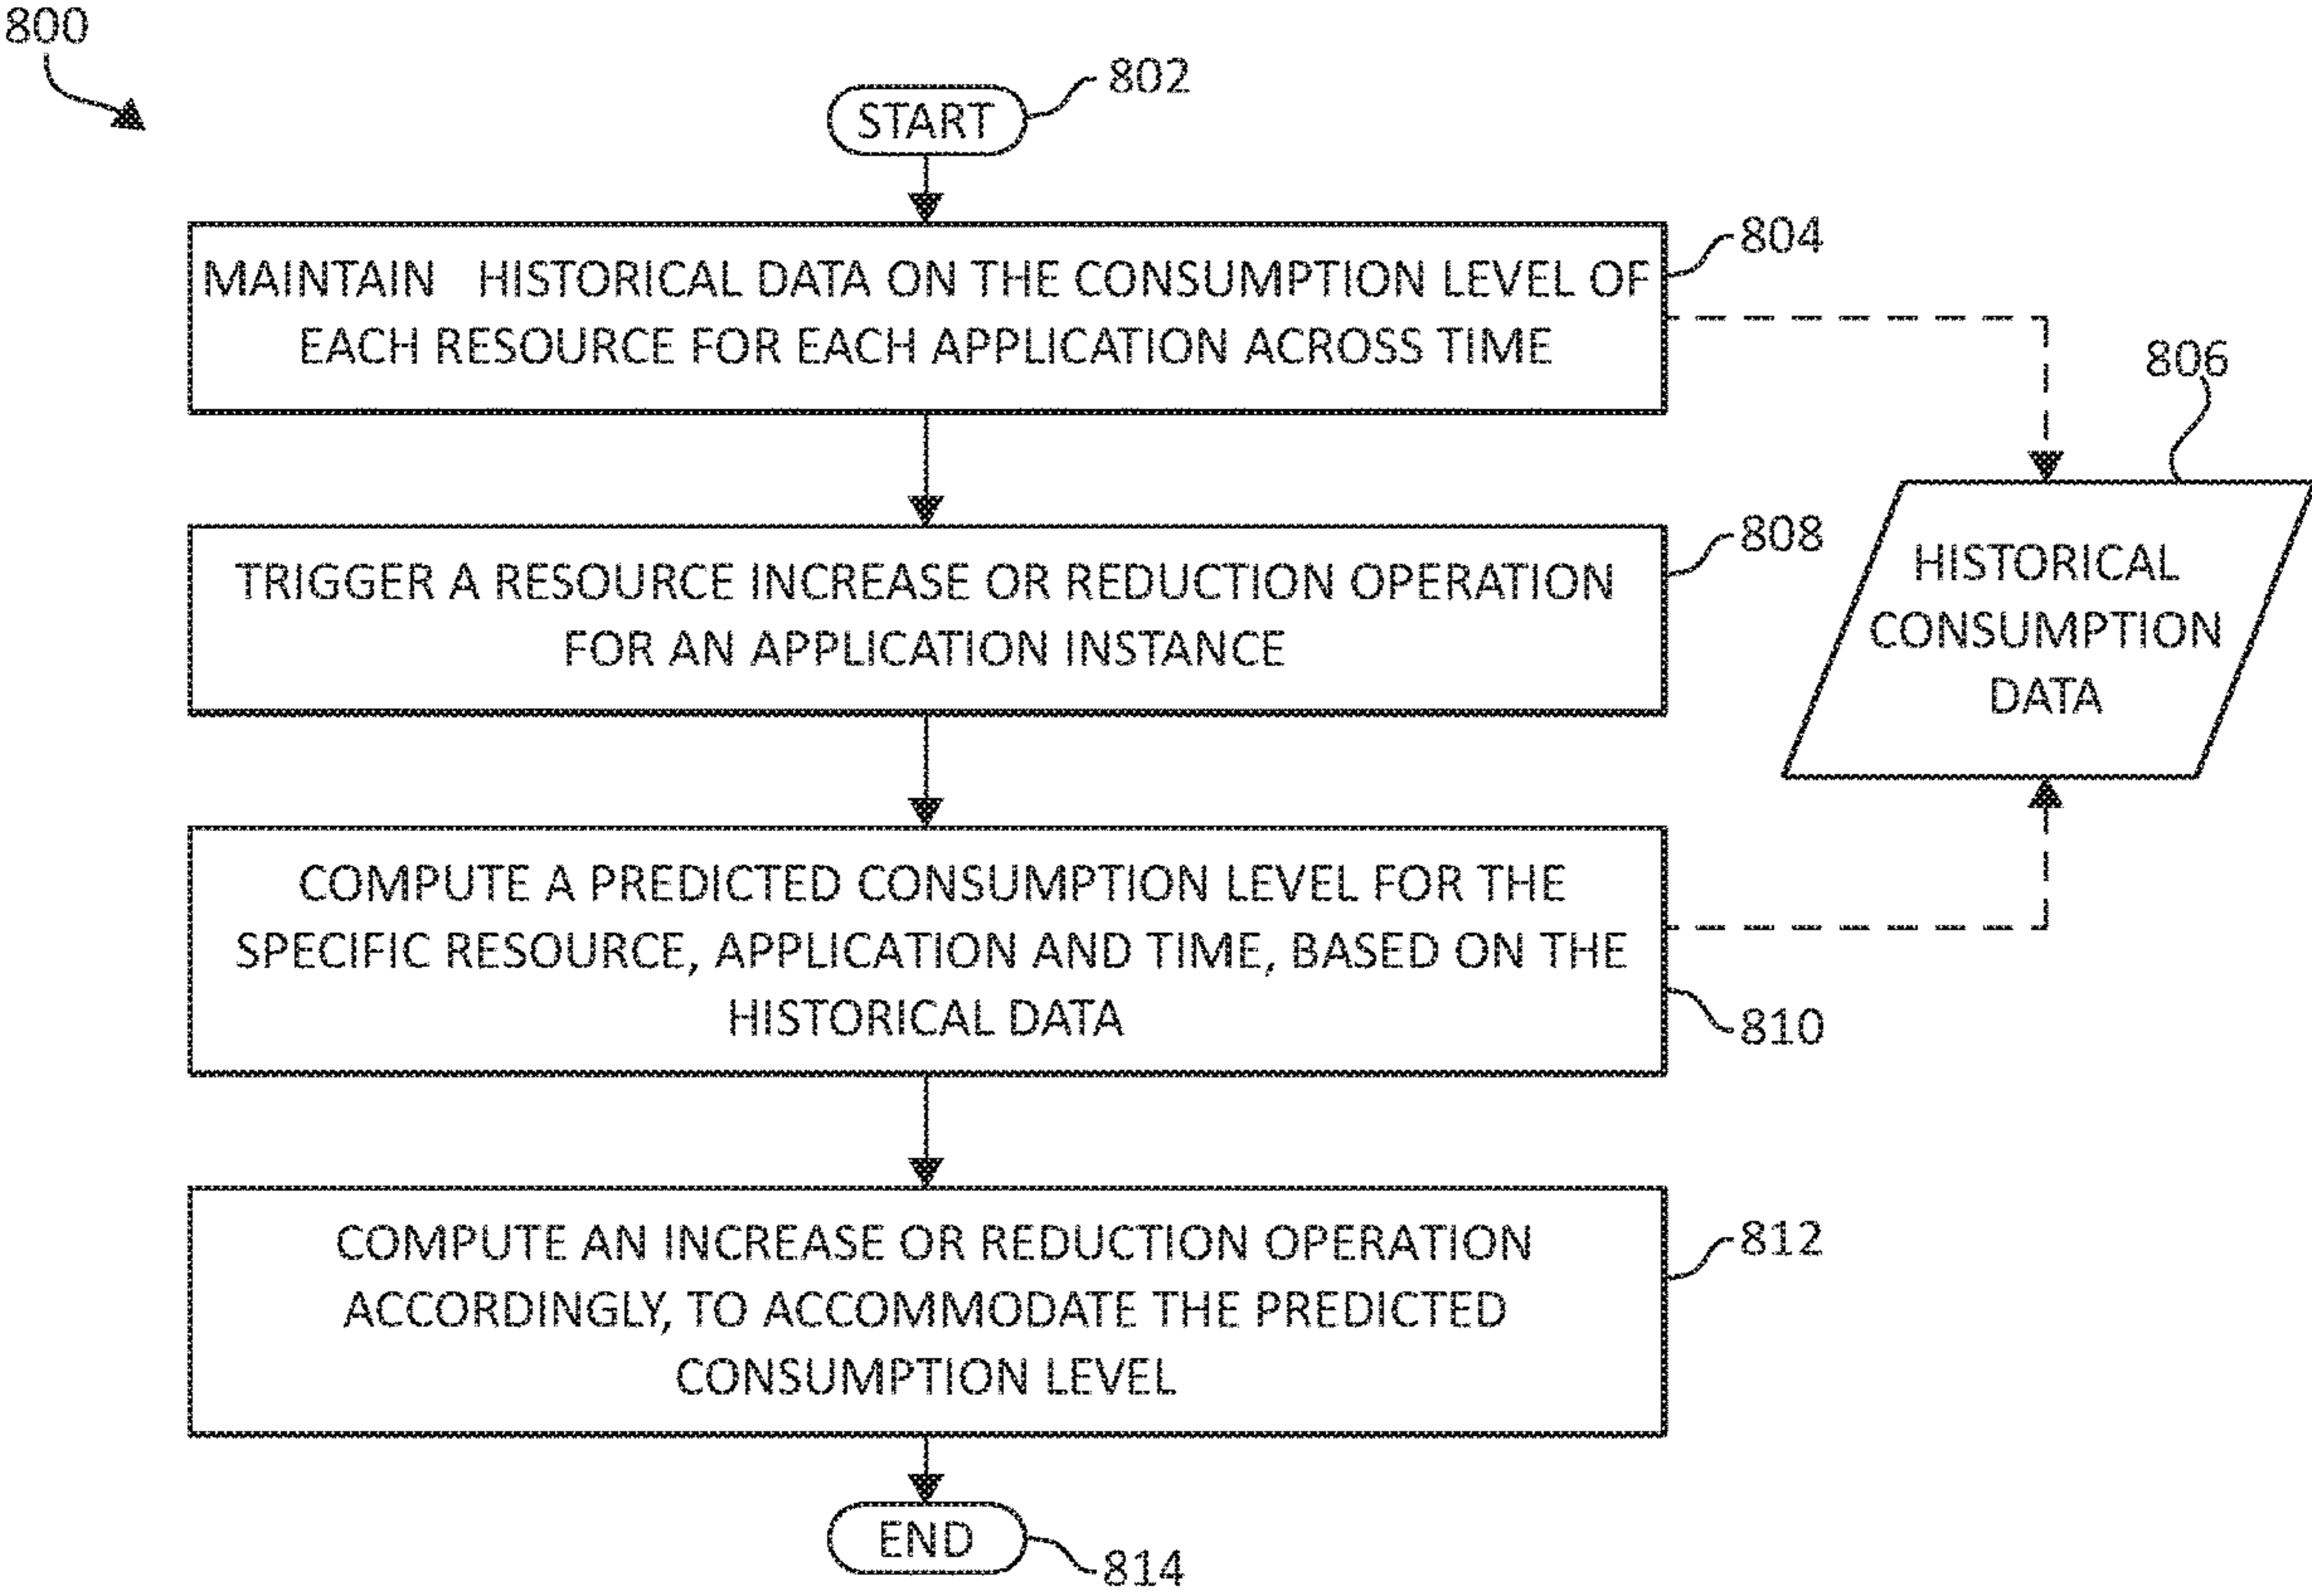 800
START
802
MAINTAIN HISTORICAL DATA ON THE CONSUMPTION LEVEL OF
EACH RESOURCE FOR EACH APPLICATION ACROSS TIME
804
806
HISTORICAL
CONSUMPTION
DATA
TRIGGER A RESOURCE INCREASE OR REDUCTION OPERATION
FOR AN APPLICATION INSTANCE
808
COMPUTE A PREDICTED CONSUMPTION LEVEL FOR THE
SPECIFIC RESOURCE, APPLICATION AND TIME, BASED ON THE
HISTORICAL DATA
810
COMPUTE AN INCREASE OR REDUCTION OPERATION
ACCORDINGLY, TO ACCOMMODATE THE PREDICTED
CONSUMPTION LEVEL
812
END
814